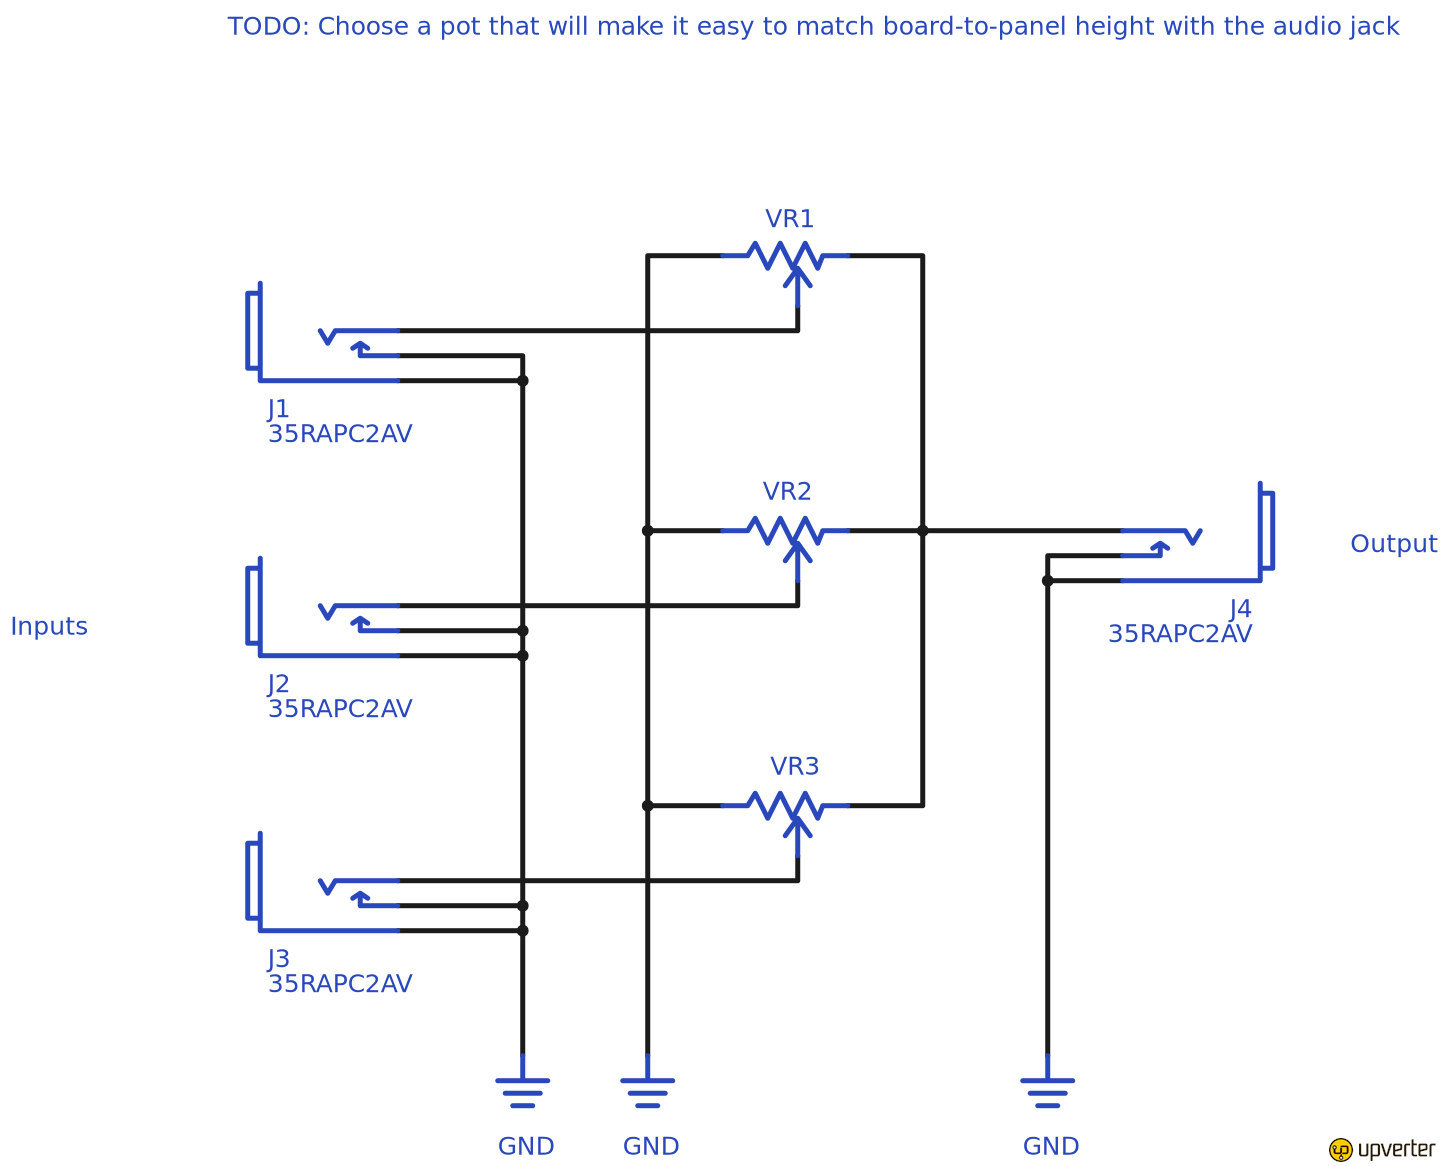 TODO: Choose a pot that will make it easy to match board-to-panel height with the audio jack
VR1
J1
35RAPC2AV
VR2
Output
J4
35RAPC2AV
Inputs
J2
35RAPC2AV
VR3
J3
35RAPC2AV
GND
GND
GND
upverter